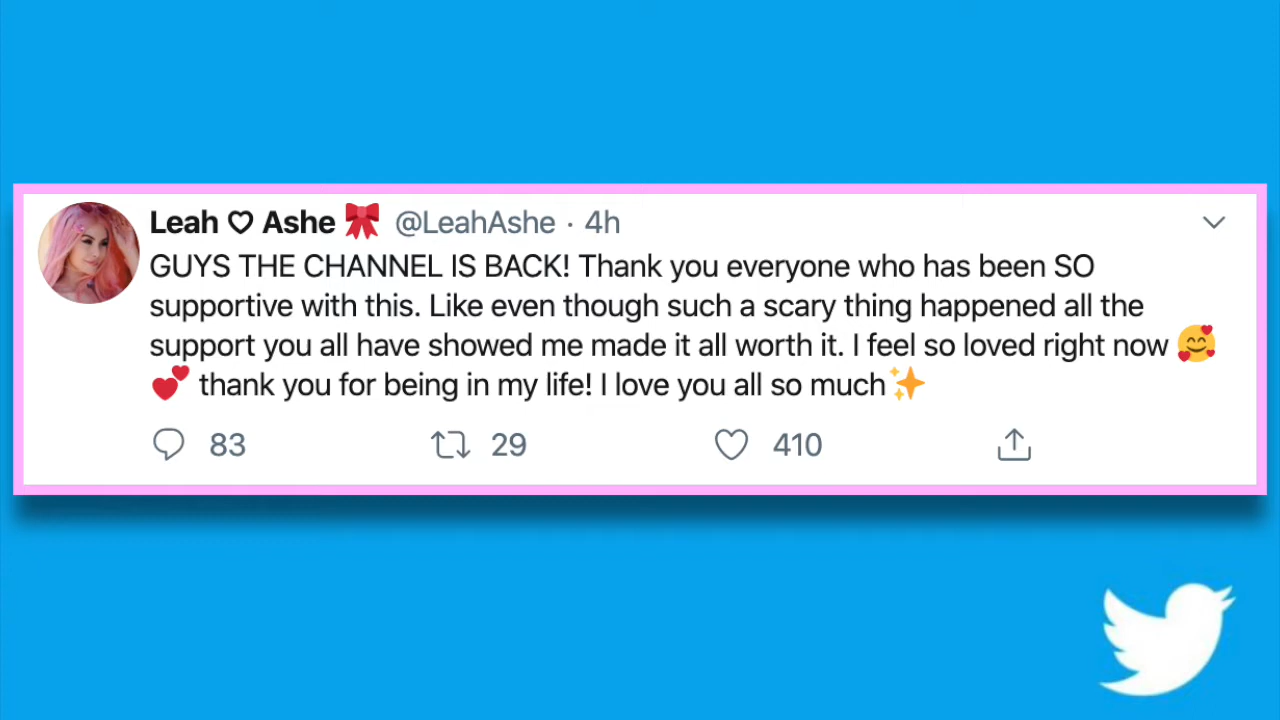 Leah ♡ Ashe 🎀 @LeahAshe · 4h
GUYS THE CHANNEL IS BACK! Thank you everyone who has been SO
supportive with this. Like even though such a scary thing happened all the
support you all have showed me made it all worth it. I feel so loved right now 🥰
💕 thank you for being in my life! I love you all so much✨
83 29 410